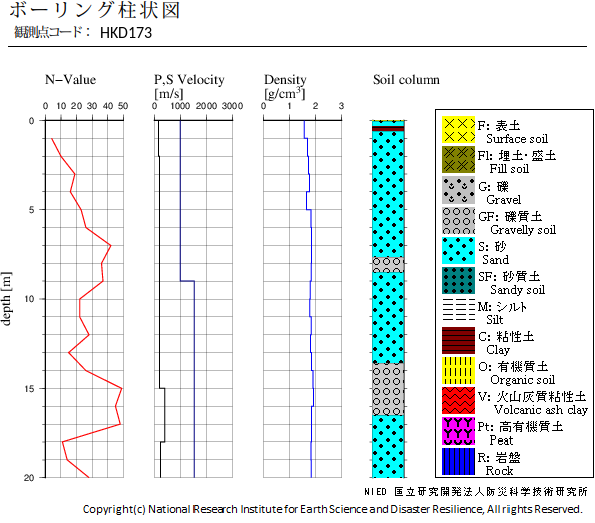 ボーリング柱状図
観測点コード： HKD173
N−Value
P,S Velocity
[m/s]
Density
[g/cm³]
Soil column
0 10 20 30 40 50
0 1000 2000 3000
0 1 2 3
0
5
10
15
20
depth [m]
F: 表土
Surface soil
Fl: 埋土・盛土
Fill soil
G: 礫
Gravel
GF: 礫質土
Gravelly soil
S: 砂
Sand
SF: 砂質土
Sandy soil
M: シルト
Silt
C: 粘性土
Clay
O: 有機質土
Organic soil
V: 火山灰質粘性土
Volcanic ash clay
Pt: 高有機質土
Peat
R: 岩盤
Rock
NIED 国立研究開発法人防災科学技術研究所
Copyright(c) National Research Institute for Earth Science and Disaster Resilience, All Rights Reserved.